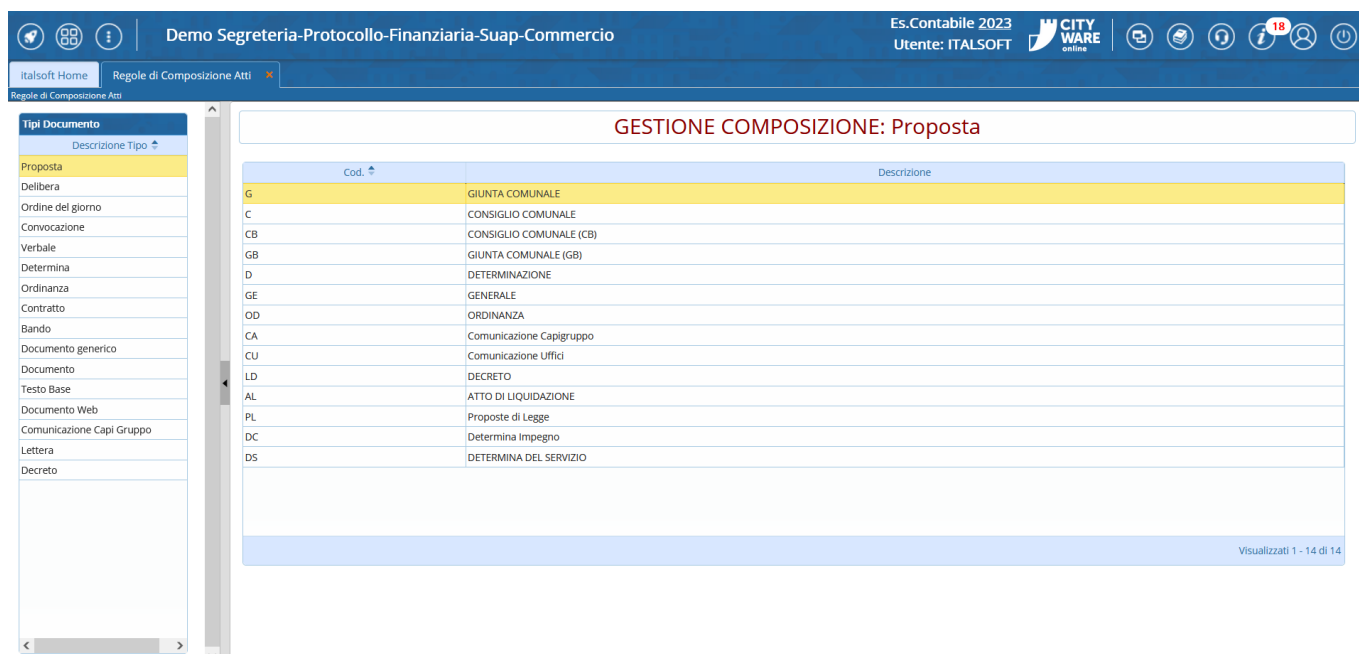 Demo Segreteria-Protocollo-Finanziaria-Suap-Commercio
Es.Contabile 2023
Utente: ITALSOFT
CITY
WARE
online
18
italsoft Home
Regole di Composizione Atti ×
Regole di Composizione Atti
Tipi Documento
Descrizione Tipo
Proposta
Delibera
Ordine del giorno
Convocazione
Verbale
Determina
Ordinanza
Contratto
Bando
Documento generico
Documento
Testo Base
Documento Web
Comunicazione Capi Gruppo
Lettera
Decreto
GESTIONE COMPOSIZIONE: Proposta
Cod. Descrizione
G GIUNTA COMUNALE
C CONSIGLIO COMUNALE
CB CONSIGLIO COMUNALE (CB)
GB GIUNTA COMUNALE (GB)
D DETERMINAZIONE
GE GENERALE
OD ORDINANZA
CA Comunicazione Capigruppo
CU Comunicazione Uffici
LD DECRETO
AL ATTO DI LIQUIDAZIONE
PL Proposte di Legge
DC Determina Impegno
DS DETERMINA DEL SERVIZIO
Visualizzati 1 - 14 di 14